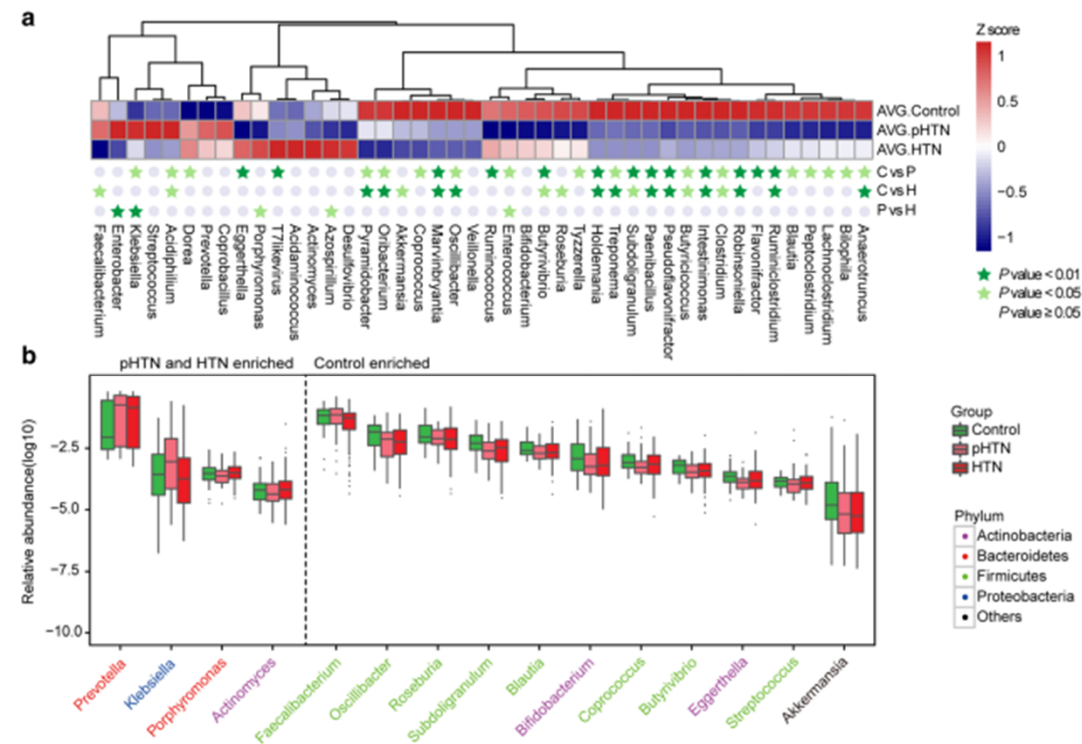 a
Z score
1
0.5
0
−0.5
−1
AVG.Control
AVG.pHTN
AVG.HTN
C vs P
C vs H
P vs H
P value < 0.01
P value < 0.05
P value ≥ 0.05
Faecalibacterium
Enterobacter
Klebsiella
Streptococcus
Acidiphilium
Dorea
Prevotella
Coprobacillus
Eggerthella
Porphyromonas
T7likevirus
Acidaminococcus
Actinomyces
Azospirillum
Desulfovibrio
Pyramidobacter
Oribacterium
Akkermansia
Coprococcus
Marvinbryantia
Oscillibacter
Veillonella
Ruminococcus
Enterococcus
Bifidobacterium
Butyrivibrio
Roseburia
Tyzzerella
Holdemania
Treponema
Subdoligranulum
Paenibacillus
Pseudoflavonifractor
Butyricicoccus
Intestinimonas
Clostridium
Robinsoniella
Flavonifractor
Ruminiclostridium
Blautia
Peptoclostridium
Lachnoclostridium
Bilophila
Anaerotruncus
b
pHTN and HTN enriched
Control enriched
Relative abundance(log10)
−2.5
−5.0
−7.5
−10.0
Prevotella
Klebsiella
Porphyromonas
Actinomyces
Faecalibacterium
Oscillibacter
Roseburia
Subdoligranulum
Blautia
Bifidobacterium
Coprococcus
Butyrivibrio
Eggerthella
Streptococcus
Akkermansia
Group
Control
pHTN
HTN
Phylum
Actinobacteria
Bacteroidetes
Firmicutes
Proteobacteria
Others